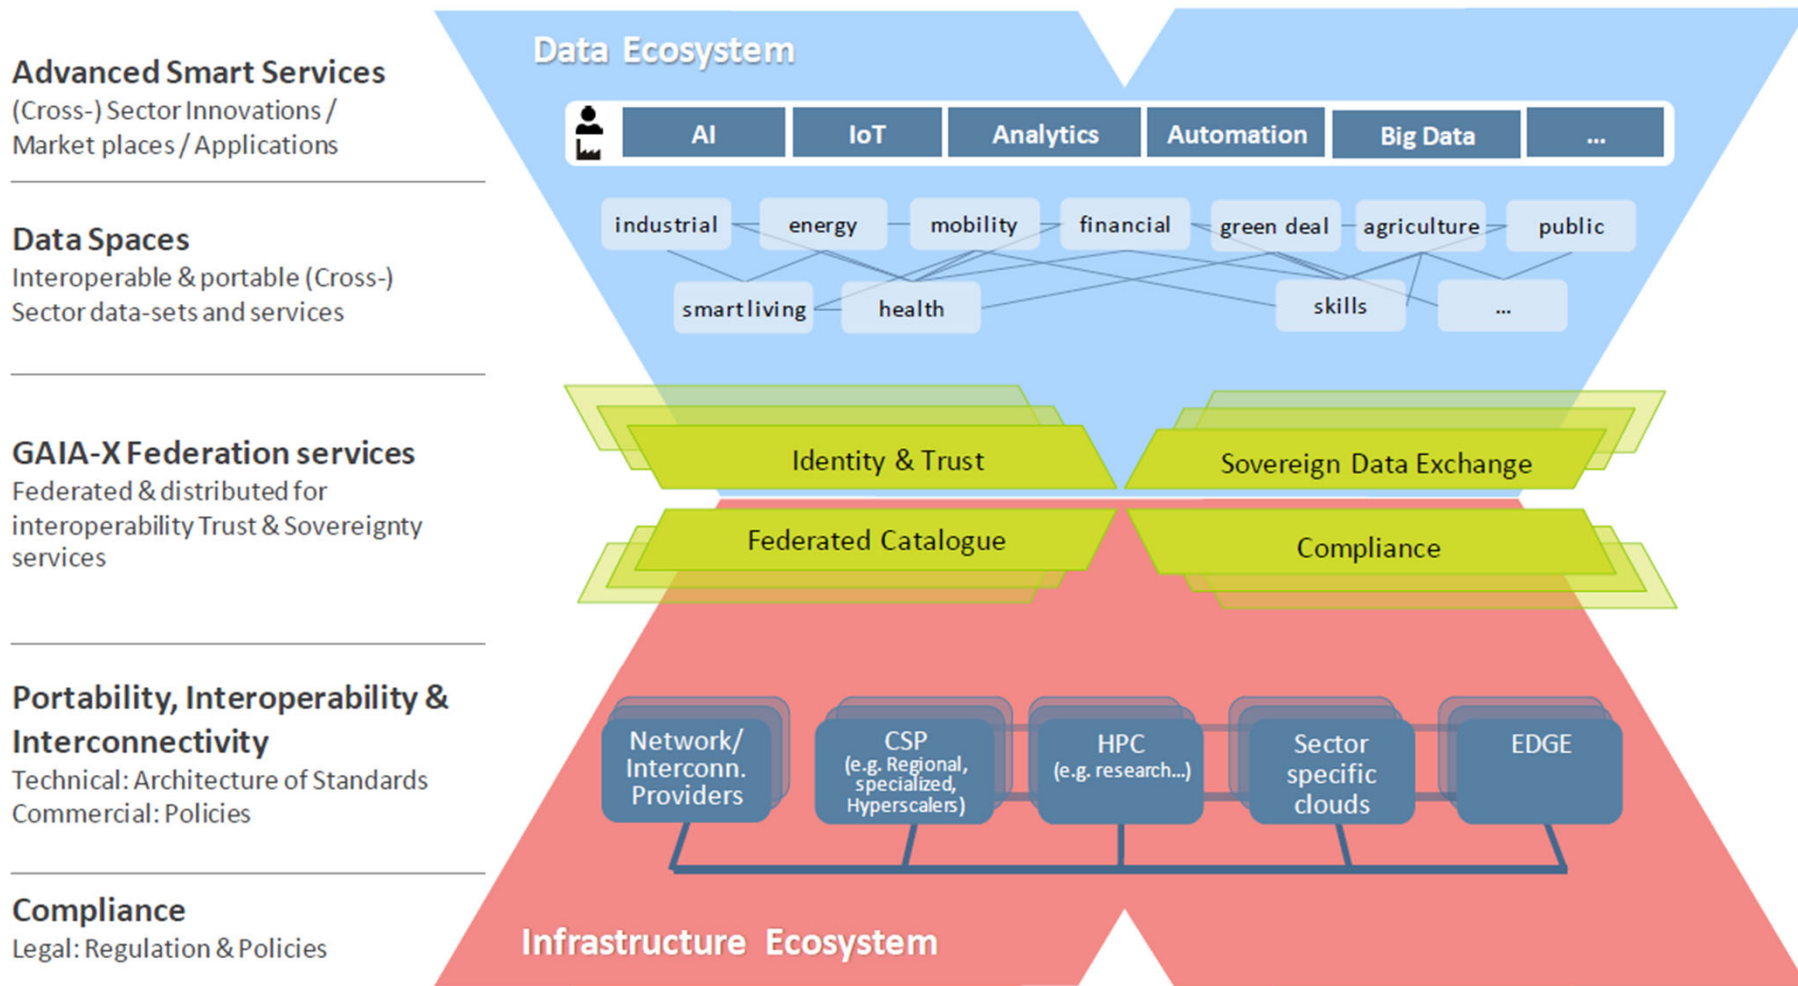 Data Ecosystem
Advanced Smart Services
(Cross-) Sector Innovations /
Market places / Applications
AI
IoT
Analytics
Automation
Big Data
...
Data Spaces
Interoperable & portable (Cross-)
Sector data-sets and services
industrial
energy
mobility
financial
green deal
agriculture
public
smart living
health
skills
...
GAIA-X Federation services
Federated & distributed for
interoperability Trust & Sovereignty
services
Identity & Trust
Sovereign Data Exchange
Federated Catalogue
Compliance
Portability, Interoperability &
Interconnectivity
Technical: Architecture of Standards
Commercial: Policies
Network/
Interconn.
Providers
CSP
(e.g. Regional,
specialized,
Hyperscalers)
HPC
(e.g. research...)
Sector
specific
clouds
EDGE
Compliance
Legal: Regulation & Policies
Infrastructure Ecosystem